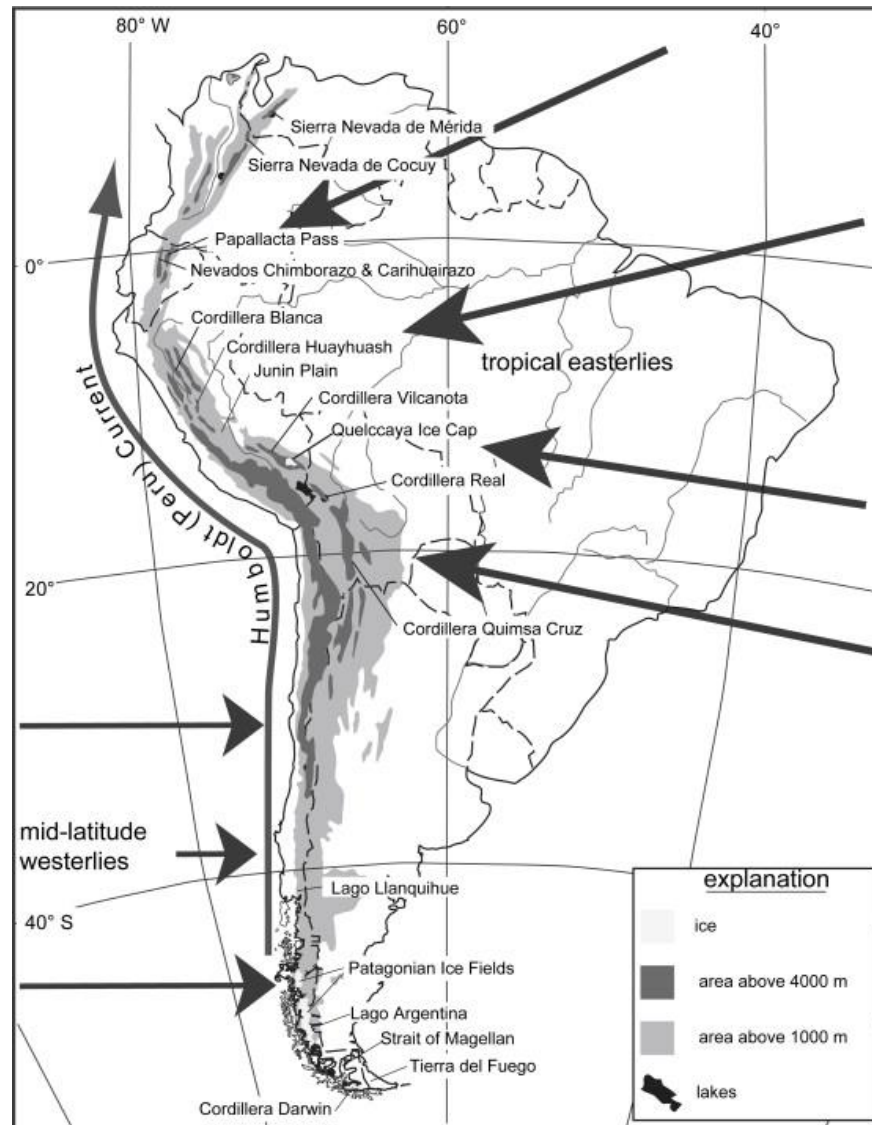 80° W
60°
40°
Sierra Nevada de Mérida
Sierra Nevada de Cocuy
Papallacta Pass
0°
Nevados Chimborazo & Carihuairazo
Cordillera Blanca
Cordillera Huayhuash
tropical easterlies
Junin Plain
Cordillera Vilcanota
Quelccaya Ice Cap
Cordillera Real
Humboldt (Peru) Current
20°
Cordillera Quimsa Cruz
mid-latitude
westerlies
Lago Llanquihue
40° S
Patagonian Ice Fields
Lago Argentina
Strait of Magellan
Tierra del Fuego
Cordillera Darwin
explanation
ice
area above 4000 m
area above 1000 m
lakes